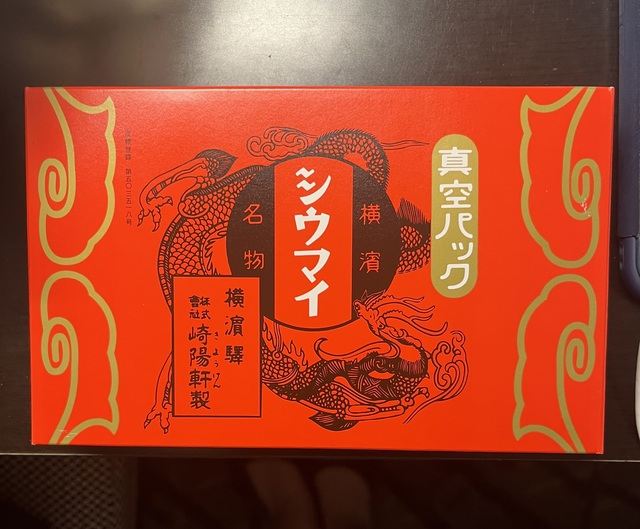 真空パック
横濱
シウマイ
名物
横濱驛
株式會社
きようけん
崎陽軒製